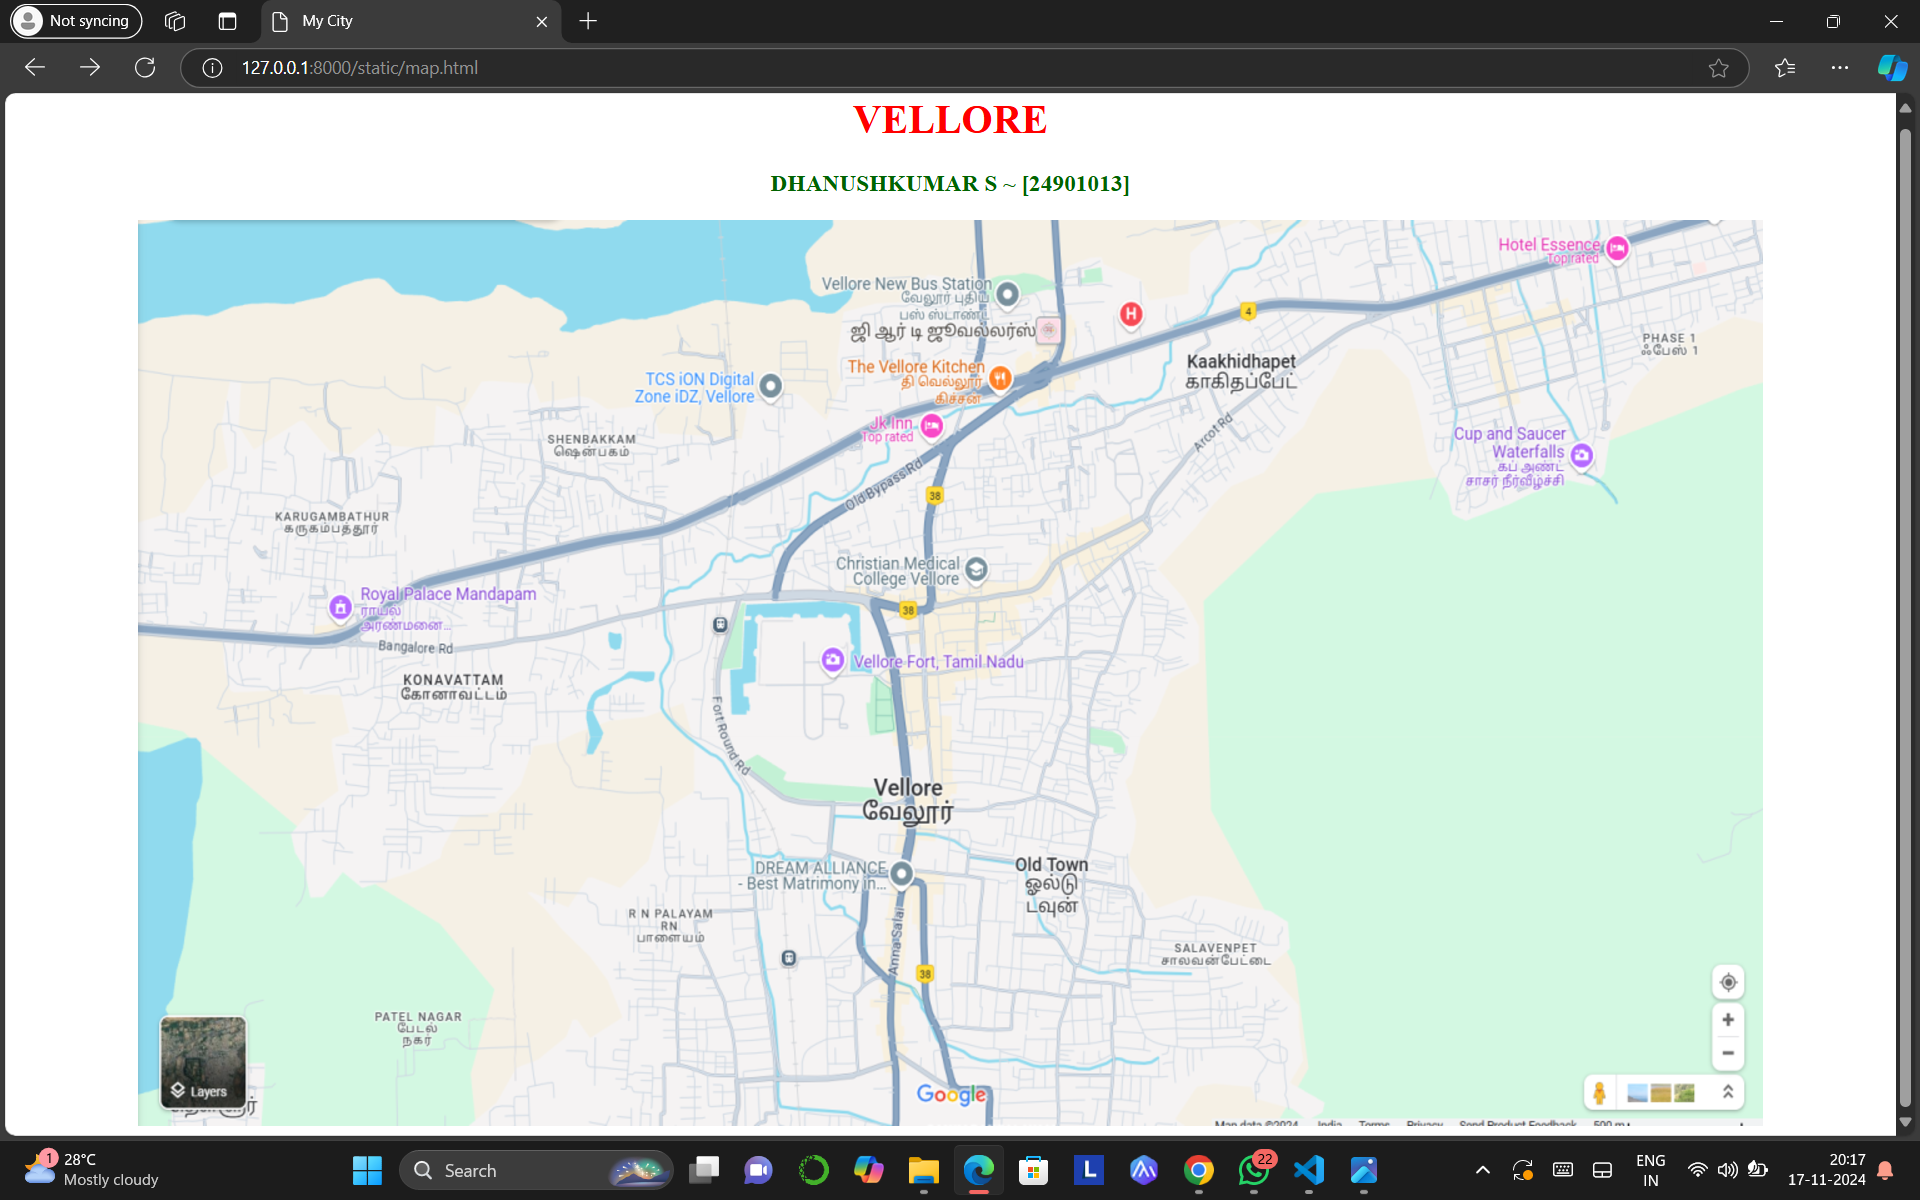 Not syncing
My City
127.0.0.1:8000/static/map.html
VELLORE
DHANUSHKUMAR S ~ [24901013]
Hotel Essence
Top rated
Vellore New Bus Station
வேலூர் புதிய
பஸ் ஸ்டாண்ட்
ஜி ஆர் டி ஜூவல்லர்ஸ்
H
4
PHASE 1
ஃபேஸ் 1
Kaakhidhapet
காகிதப்பேட்
The Vellore Kitchen
தி வெல்லூர்
கிச்சன்
TCS iON Digital
Zone iDZ, Vellore
Jk Inn
Top rated
Arcot Rd
Cup and Saucer
Waterfalls
கப் அண்ட்
சாசர் நீர்வீழ்ச்சி
SHENBAKKAM
ஷென்பகம்
Old Bypass Rd
38
KARUGAMBATHUR
கருகம்பத்தூர்
Christian Medical
College Vellore
Royal Palace Mandapam
ராயல்
அரண்மனை...
38
Bangalore Rd
Vellore Fort, Tamil Nadu
KONAVATTAM
கோனாவட்டம்
Fort Round Rd
Vellore
வேலூர்
DREAM ALLIANCE
- Best Matrimony in...
Old Town
ஓல்டு
டவுன்
R N PALAYAM
RN
பாளையம்
Anna Salai
SALAVENPET
சாலவன்பேட்டை
38
PATEL NAGAR
பேடல்
நகர்
Layers
Google
Map data ©2024 India Terms Privacy Send Product Feedback 500 m
1
28°C
Mostly cloudy
Search
L
22
ENG
IN
20:17
17-11-2024